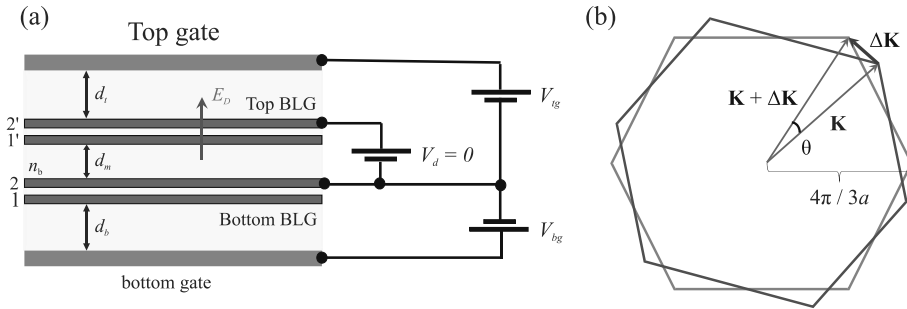 (a)
Top gate
d_t
E_D
Top BLG
V_tg
2'
1'
n_b
d_m
V_d = 0
2
1
Bottom BLG
d_b
V_bg
bottom gate
(b)
ΔK
K + ΔK
K
θ
4π / 3a